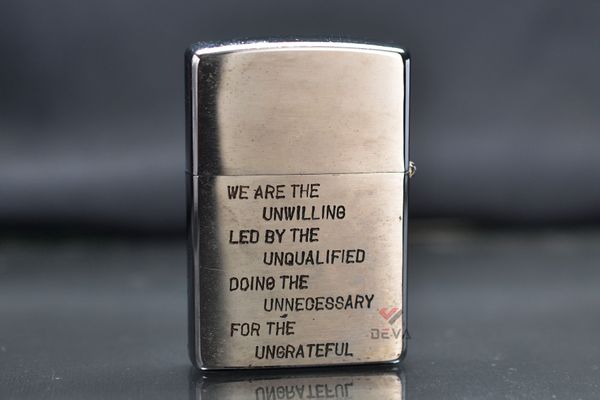 WE ARE THE
UNWILLING
LED BY THE
UNQUALIFIED
DOING THE
UNNECESSARY
FOR THE
UNGRATEFUL
DEVA